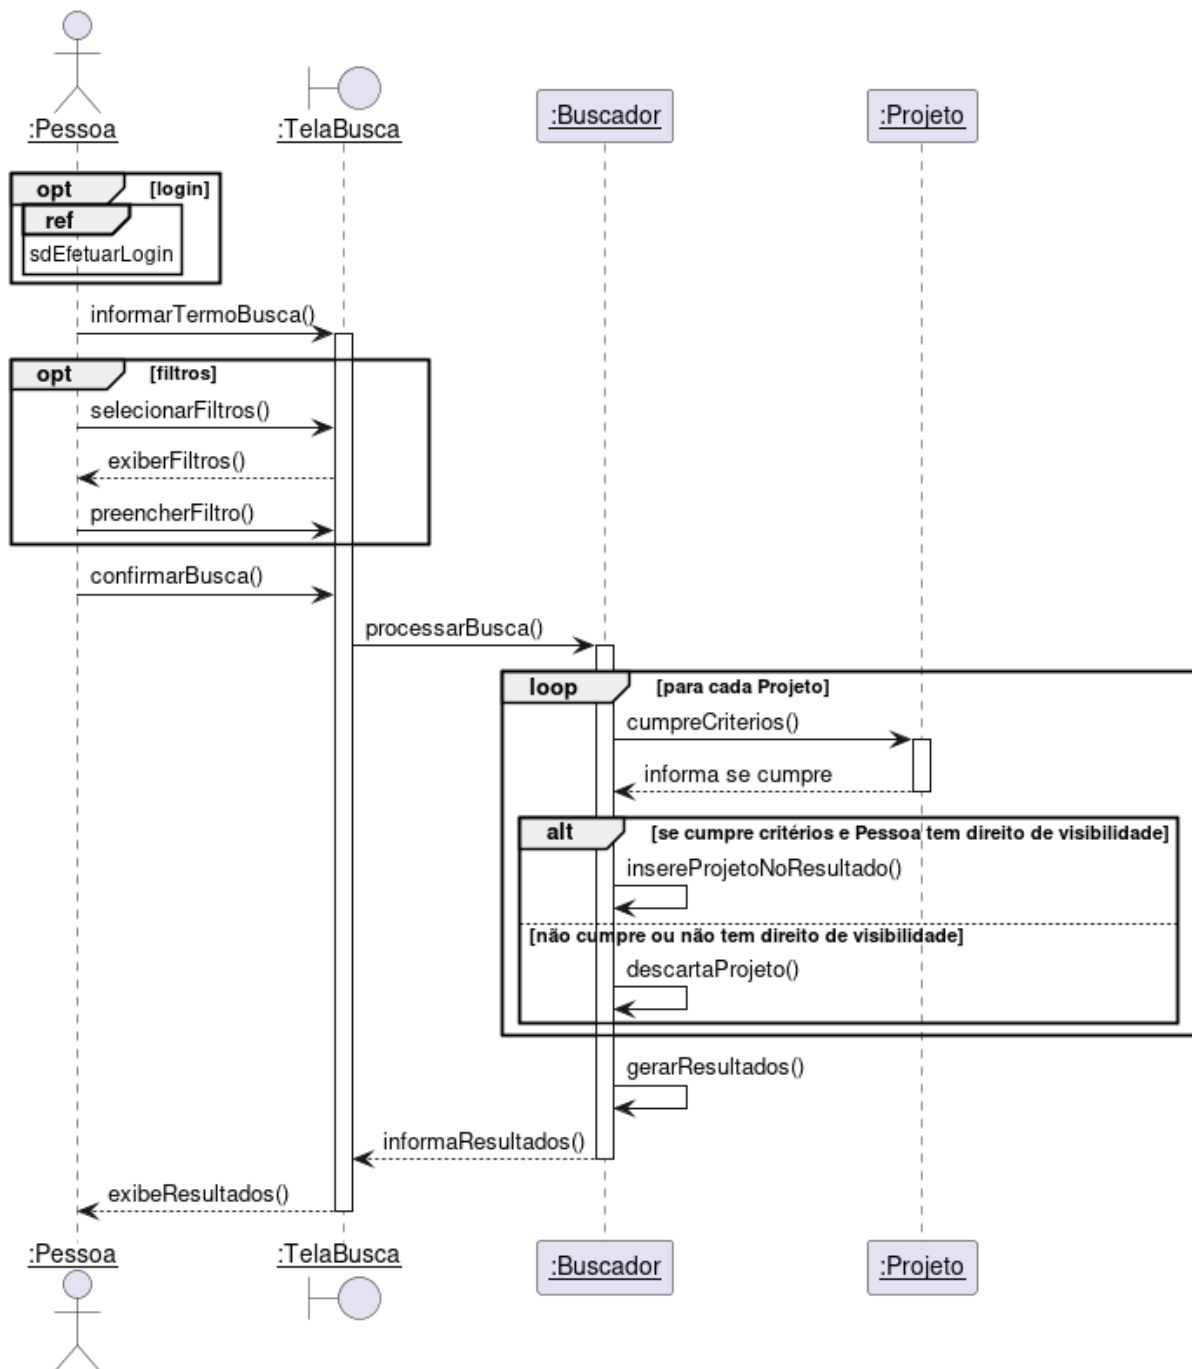 :Pessoa
:TelaBusca
:Buscador
:Projeto
opt [login]
ref
sdEfetuarLogin
informarTermoBusca()
opt [filtros]
selecionarFiltros()
exiberFiltros()
preencherFiltro()
confirmarBusca()
processarBusca()
loop [para cada Projeto]
cumpreCriterios()
informa se cumpre
alt [se cumpre critérios e Pessoa tem direito de visibilidade]
insereProjetoNoResultado()
[não cumpre ou não tem direito de visibilidade]
descartaProjeto()
gerarResultados()
informaResultados()
exibeResultados()
:Pessoa
:TelaBusca
:Buscador
:Projeto